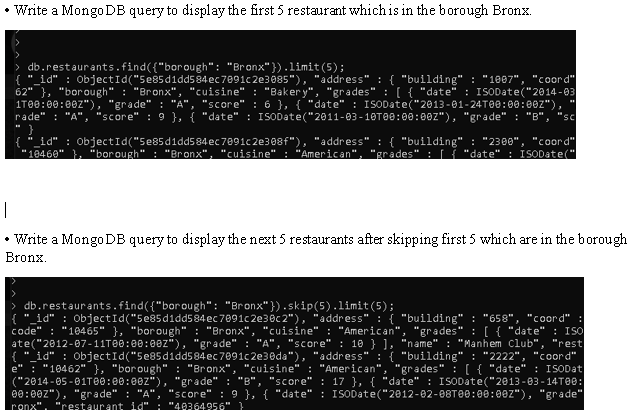 • Write a MongoDB query to display the first 5 restaurant which is in the borough Bronx.
>
>
> db.restaurants.find({"borough": "Bronx"}).limit(5);
{ "_id" : ObjectId("5e85d1dd584ec7091c2e3085"), "address" : { "building" : "1007", "coord"
62" }, "borough" : "Bronx", "cuisine" : "Bakery", "grades" : [ { "date" : ISODate("2014-03
1T00:00:00Z"), "grade" : "A", "score" : 6 }, { "date" : ISODate("2013-01-24T00:00:00Z"), "
rade" : "A", "score" : 9 }, { "date" : ISODate("2011-03-10T00:00:00Z"), "grade" : "B", "sc
" }
{ "_id" : ObjectId("5e85d1dd584ec7091c2e308f"), "address" : { "building" : "2300", "coord"
"10460" }, "borough" : "Bronx", "cuisine" : "American", "grades" : [ { "date" : ISODate("
• Write a MongoDB query to display the next 5 restaurants after skipping first 5 which are in the borough
Bronx.
>
>
> db.restaurants.find({"borough": "Bronx"}).skip(5).limit(5);
{ "_id" : ObjectId("5e85d1dd584ec7091c2e30c2"), "address" : { "building" : "658", "coord" :
code" : "10465" }, "borough" : "Bronx", "cuisine" : "American", "grades" : [ { "date" : ISO
ate("2012-07-11T00:00:00Z"), "grade" : "A", "score" : 10 } ], "name" : "Manhem Club", "rest
{ "_id" : ObjectId("5e85d1dd584ec7091c2e30da"), "address" : { "building" : "2222", "coord"
e" : "10462" }, "borough" : "Bronx", "cuisine" : "American", "grades" : [ { "date" : ISODat
("2014-05-01T00:00:00Z"), "grade" : "B", "score" : 17 }, { "date" : ISODate("2013-03-14T00:
00:00Z"), "grade" : "A", "score" : 9 }, { "date" : ISODate("2012-02-08T00:00:00Z"), "grade"
ronx", "restaurant_id" : "40364956" }